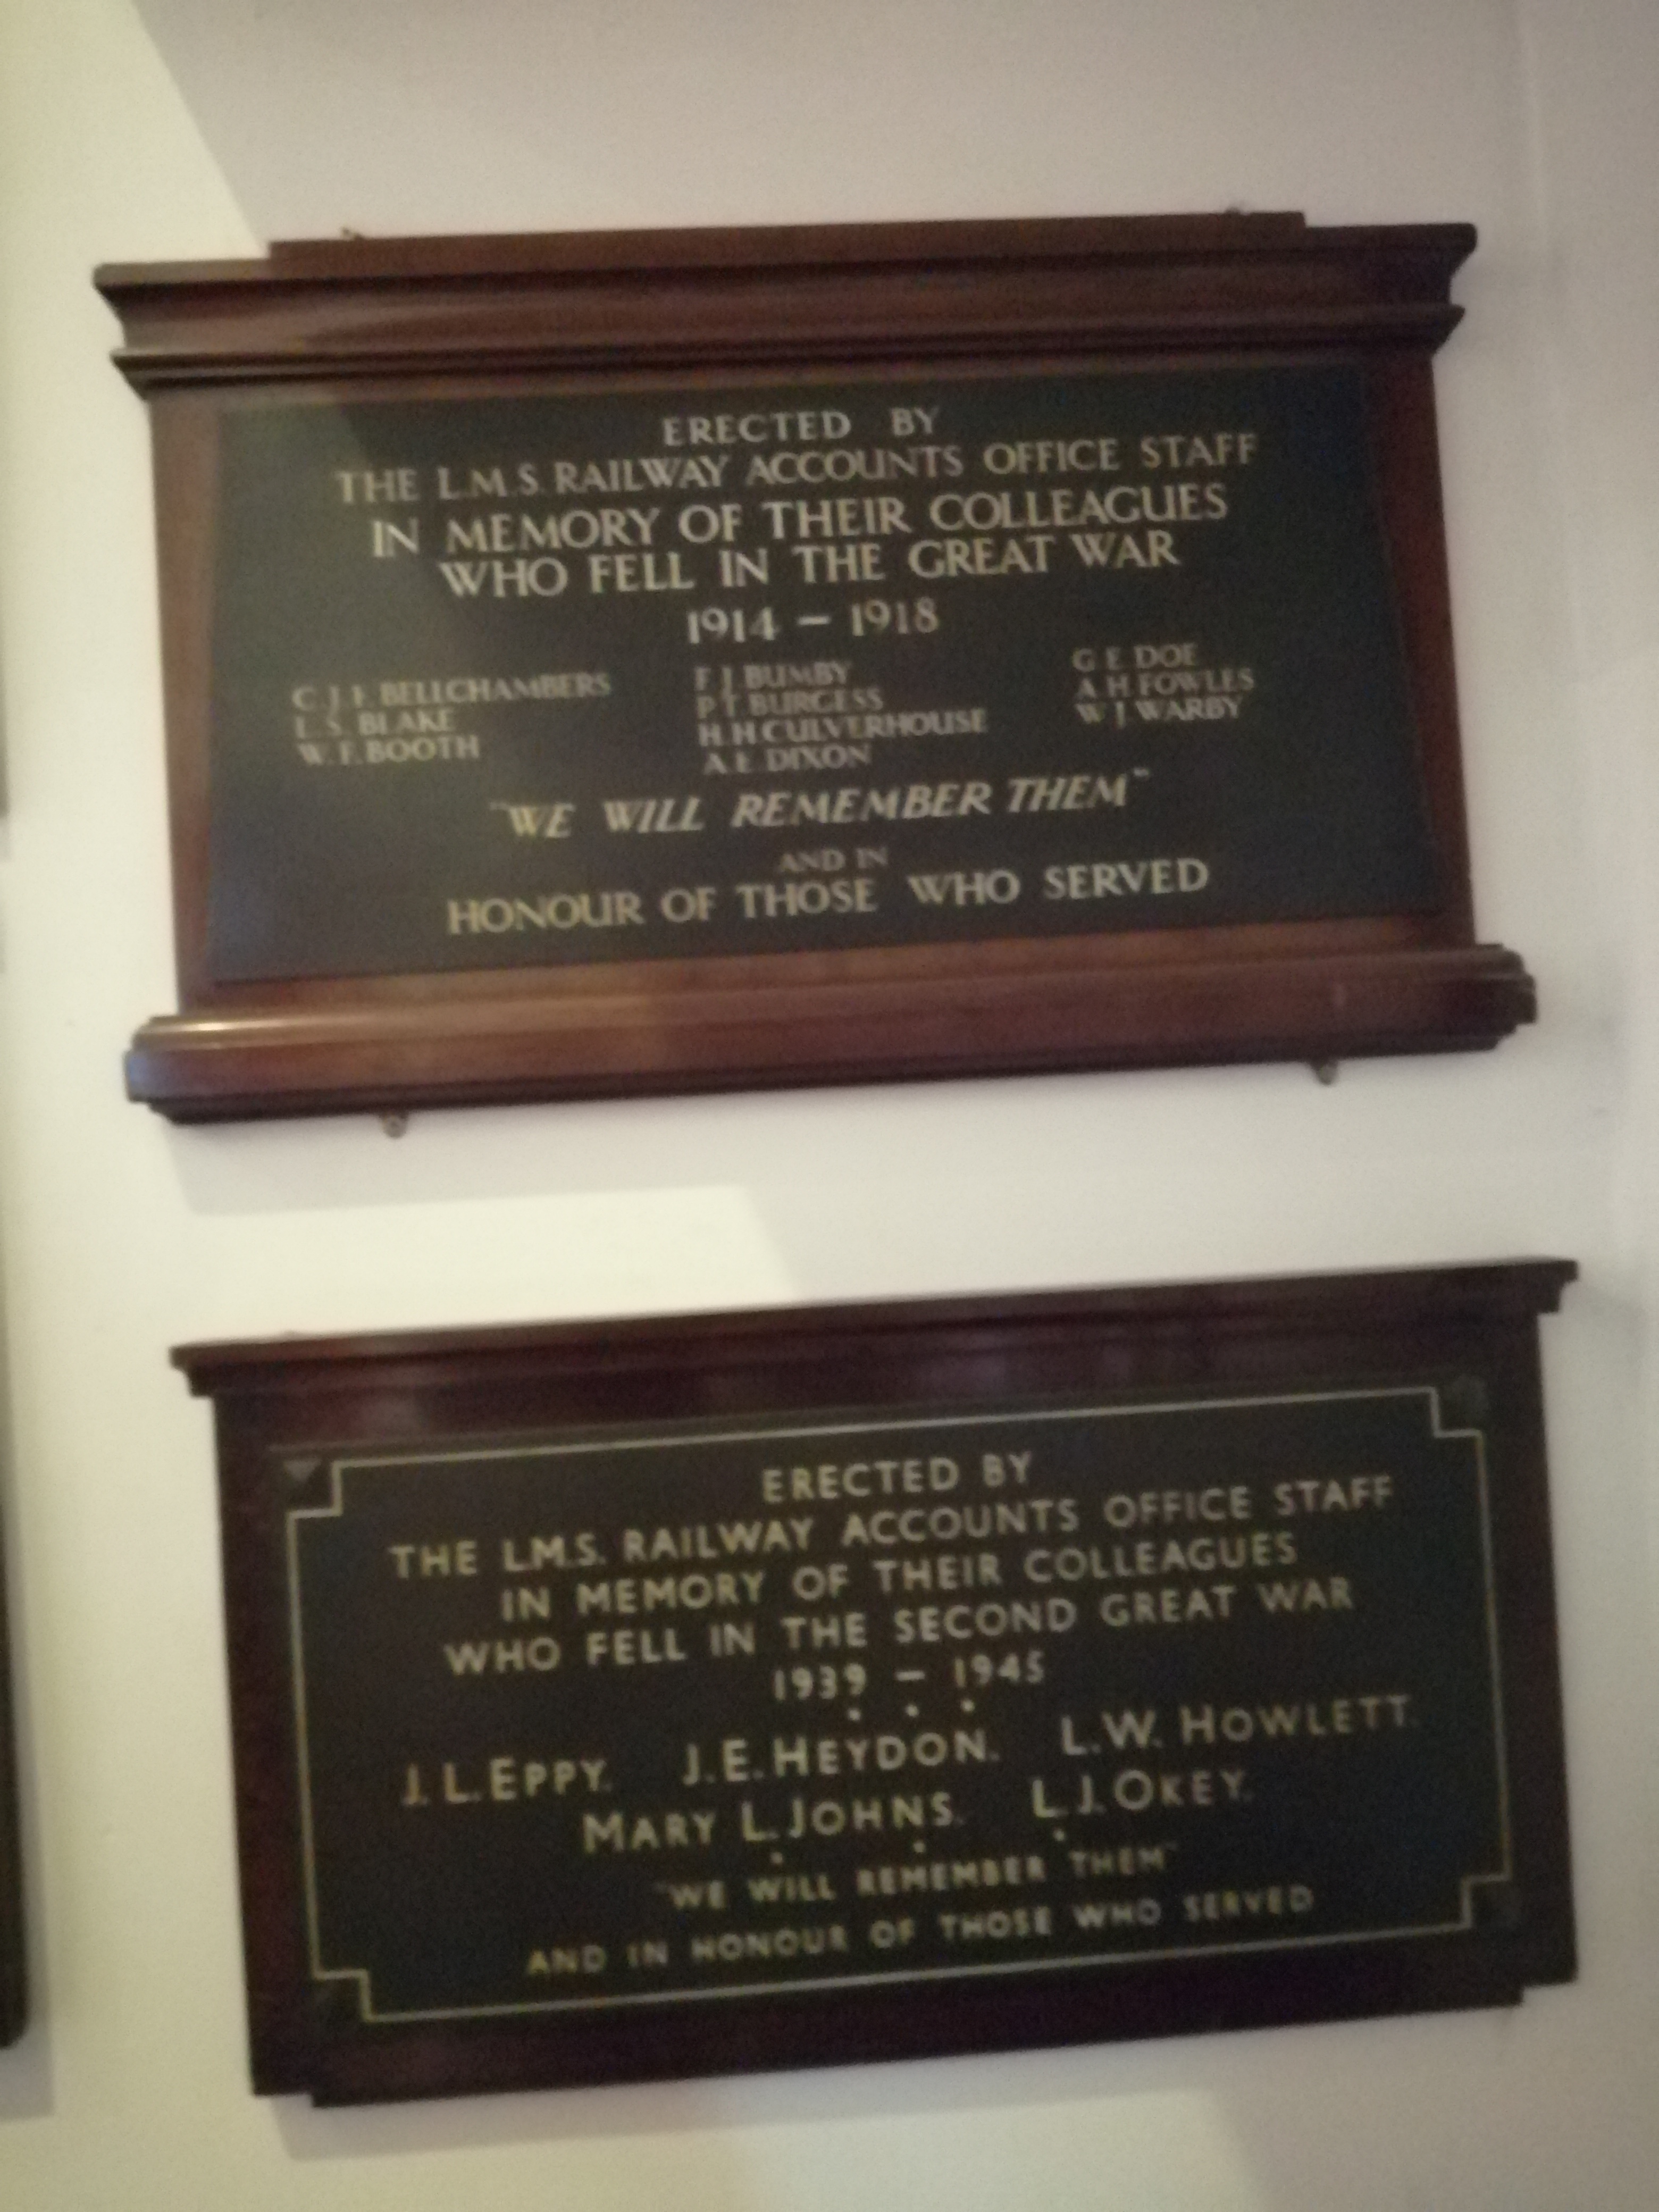 ERECTED BY
THE L.M.S. RAILWAY ACCOUNTS OFFICE STAFF
IN MEMORY OF THEIR COLLEAGUES
WHO FELL IN THE GREAT WAR
1914 — 1918
C. J. F. BELLCHAMBERS
L. S. BLAKE
W. F. BOOTH
F. J. BUMBY
P. T. BURGESS
H. H. CULVERHOUSE
A. E. DIXON
G. E. DOE
A. H. FOWLES
W. J. WARBY
"WE WILL REMEMBER THEM"
AND IN
HONOUR OF THOSE WHO SERVED
ERECTED BY
THE L.M.S. RAILWAY ACCOUNTS OFFICE STAFF
IN MEMORY OF THEIR COLLEAGUES
WHO FELL IN THE SECOND GREAT WAR
1939 — 1945
J. L. EPPY. J. E. HEYDON. L. W. HOWLETT.
MARY L. JOHNS. L. J. OKEY.
"WE WILL REMEMBER THEM"
AND IN HONOUR OF THOSE WHO SERVED